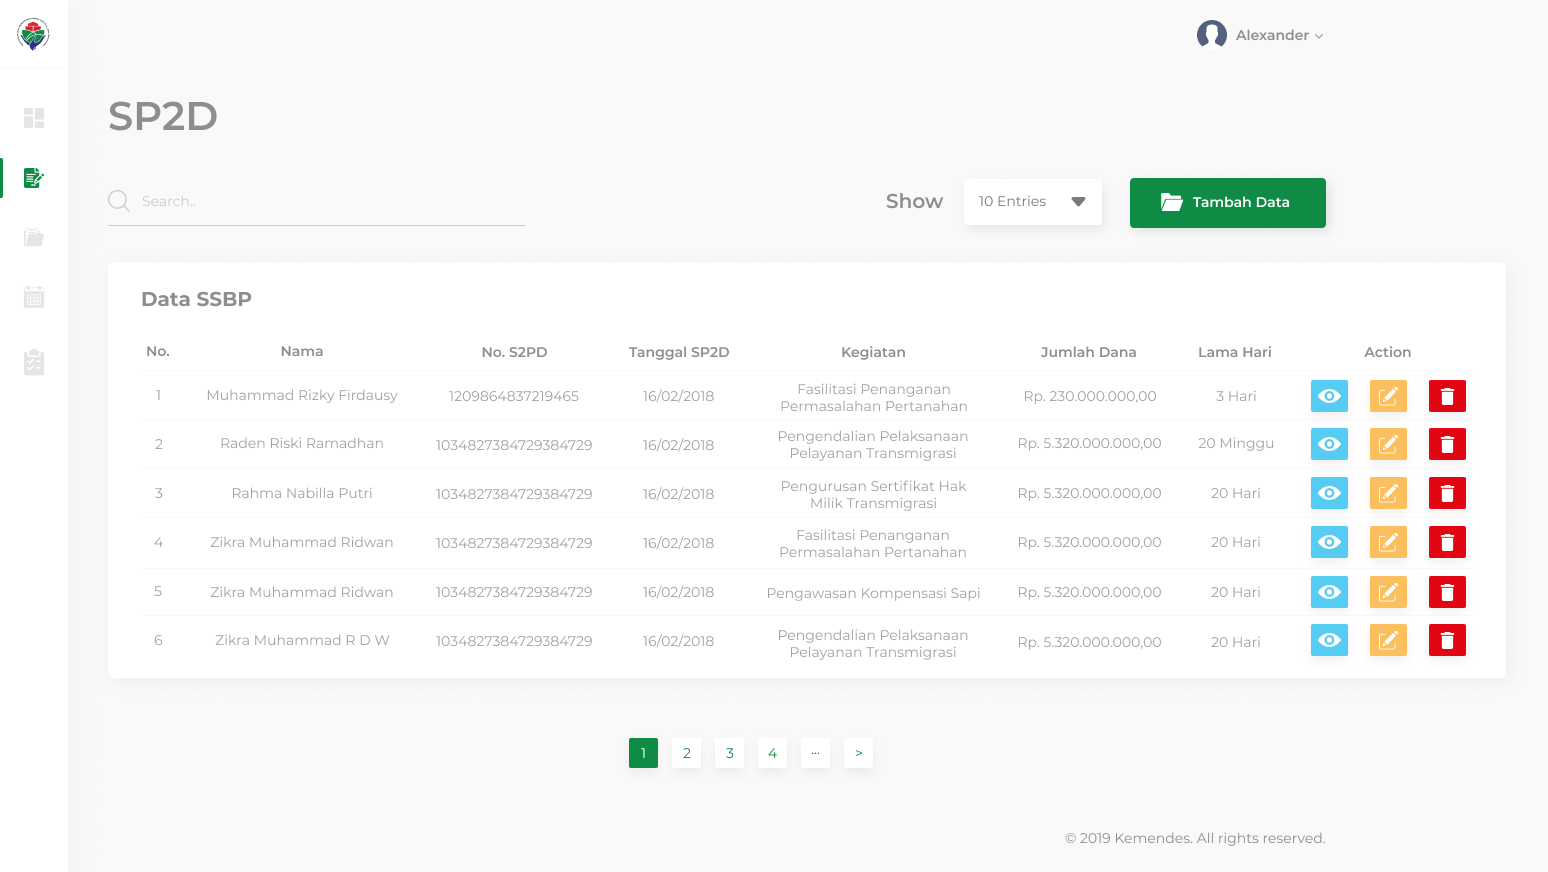 Alexander
SP2D
Search..
Show
10 Entries
Tambah Data
Data SSBP
No. Nama No. S2PD Tanggal SP2D Kegiatan Jumlah Dana Lama Hari Action
1 Muhammad Rizky Firdausy 1209864837219465 16/02/2018 Fasilitasi Penanganan Permasalahan Pertanahan Rp. 230.000.000,00 3 Hari
2 Raden Riski Ramadhan 1034827384729384729 16/02/2018 Pengendalian Pelaksanaan Pelayanan Transmigrasi Rp. 5.320.000.000,00 20 Minggu
3 Rahma Nabilla Putri 1034827384729384729 16/02/2018 Pengurusan Sertifikat Hak Milik Transmigrasi Rp. 5.320.000.000,00 20 Hari
4 Zikra Muhammad Ridwan 1034827384729384729 16/02/2018 Fasilitasi Penanganan Permasalahan Pertanahan Rp. 5.320.000.000,00 20 Hari
5 Zikra Muhammad Ridwan 1034827384729384729 16/02/2018 Pengawasan Kompensasi Sapi Rp. 5.320.000.000,00 20 Hari
6 Zikra Muhammad R D W 1034827384729384729 16/02/2018 Pengendalian Pelaksanaan Pelayanan Transmigrasi Rp. 5.320.000.000,00 20 Hari
1 2 3 4 ... >
© 2019 Kemendes. All rights reserved.